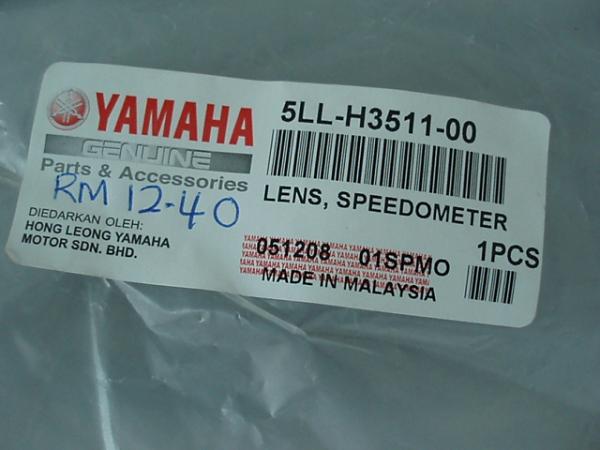 YAMAHA
GENUINE
Parts & Accessories
RM 12-40
DIEDARKAN OLEH:
HONG LEONG YAMAHA
MOTOR SDN. BHD.
5LL-H3511-00
LENS, SPEEDOMETER
1PCS
051208 01SPMO
MADE IN MALAYSIA